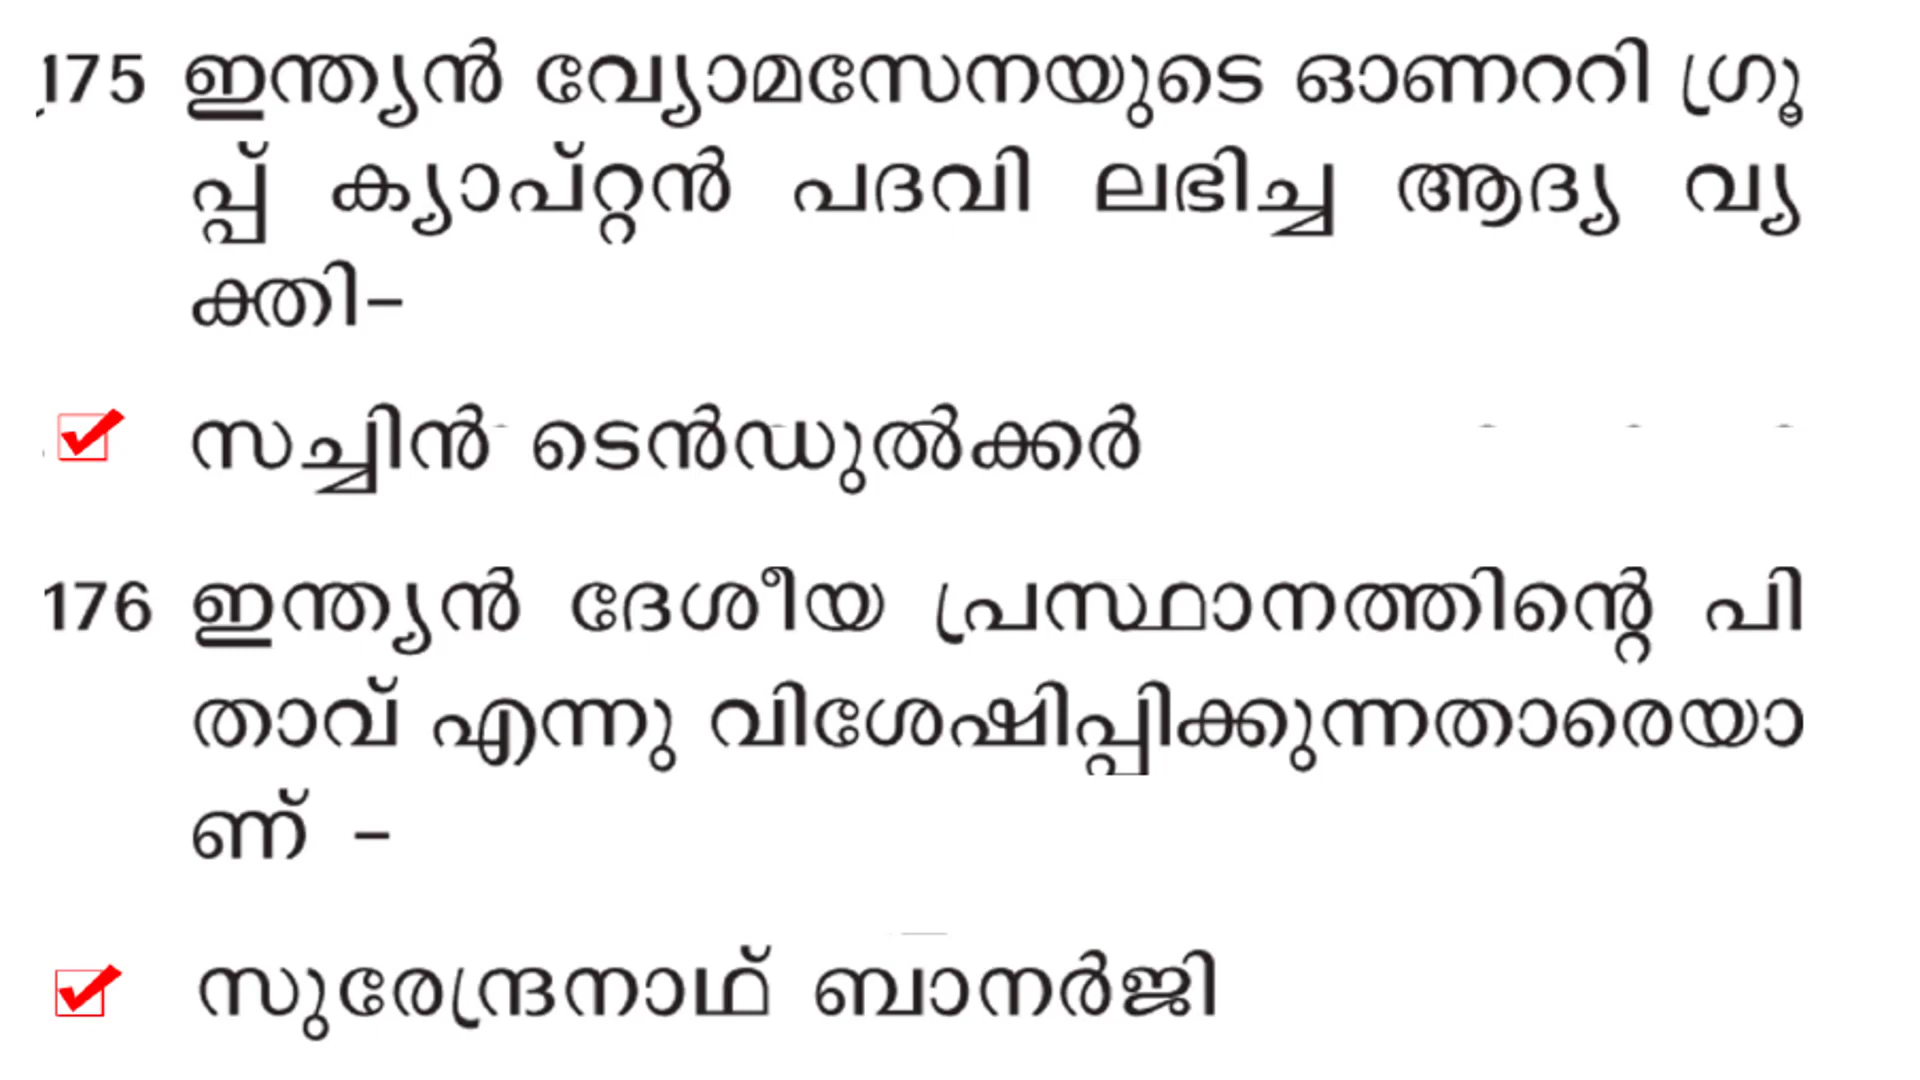 175 ഇന്ത്യൻ വ്യോമസേനയുടെ ഓണററി ഗ്രൂ
പ്പ് ക്യാപ്റ്റൻ പദവി ലഭിച്ച ആദ്യ വ്യ
ക്തി-
സച്ചിൻ ടെൻഡുൽക്കർ
176 ഇന്ത്യൻ ദേശീയ പ്രസ്ഥാനത്തിന്റെ പി
താവ് എന്നു വിശേഷിപ്പിക്കുന്നതാരെയാ
ണ് -
സുരേന്ദ്രനാഥ് ബാനർജി